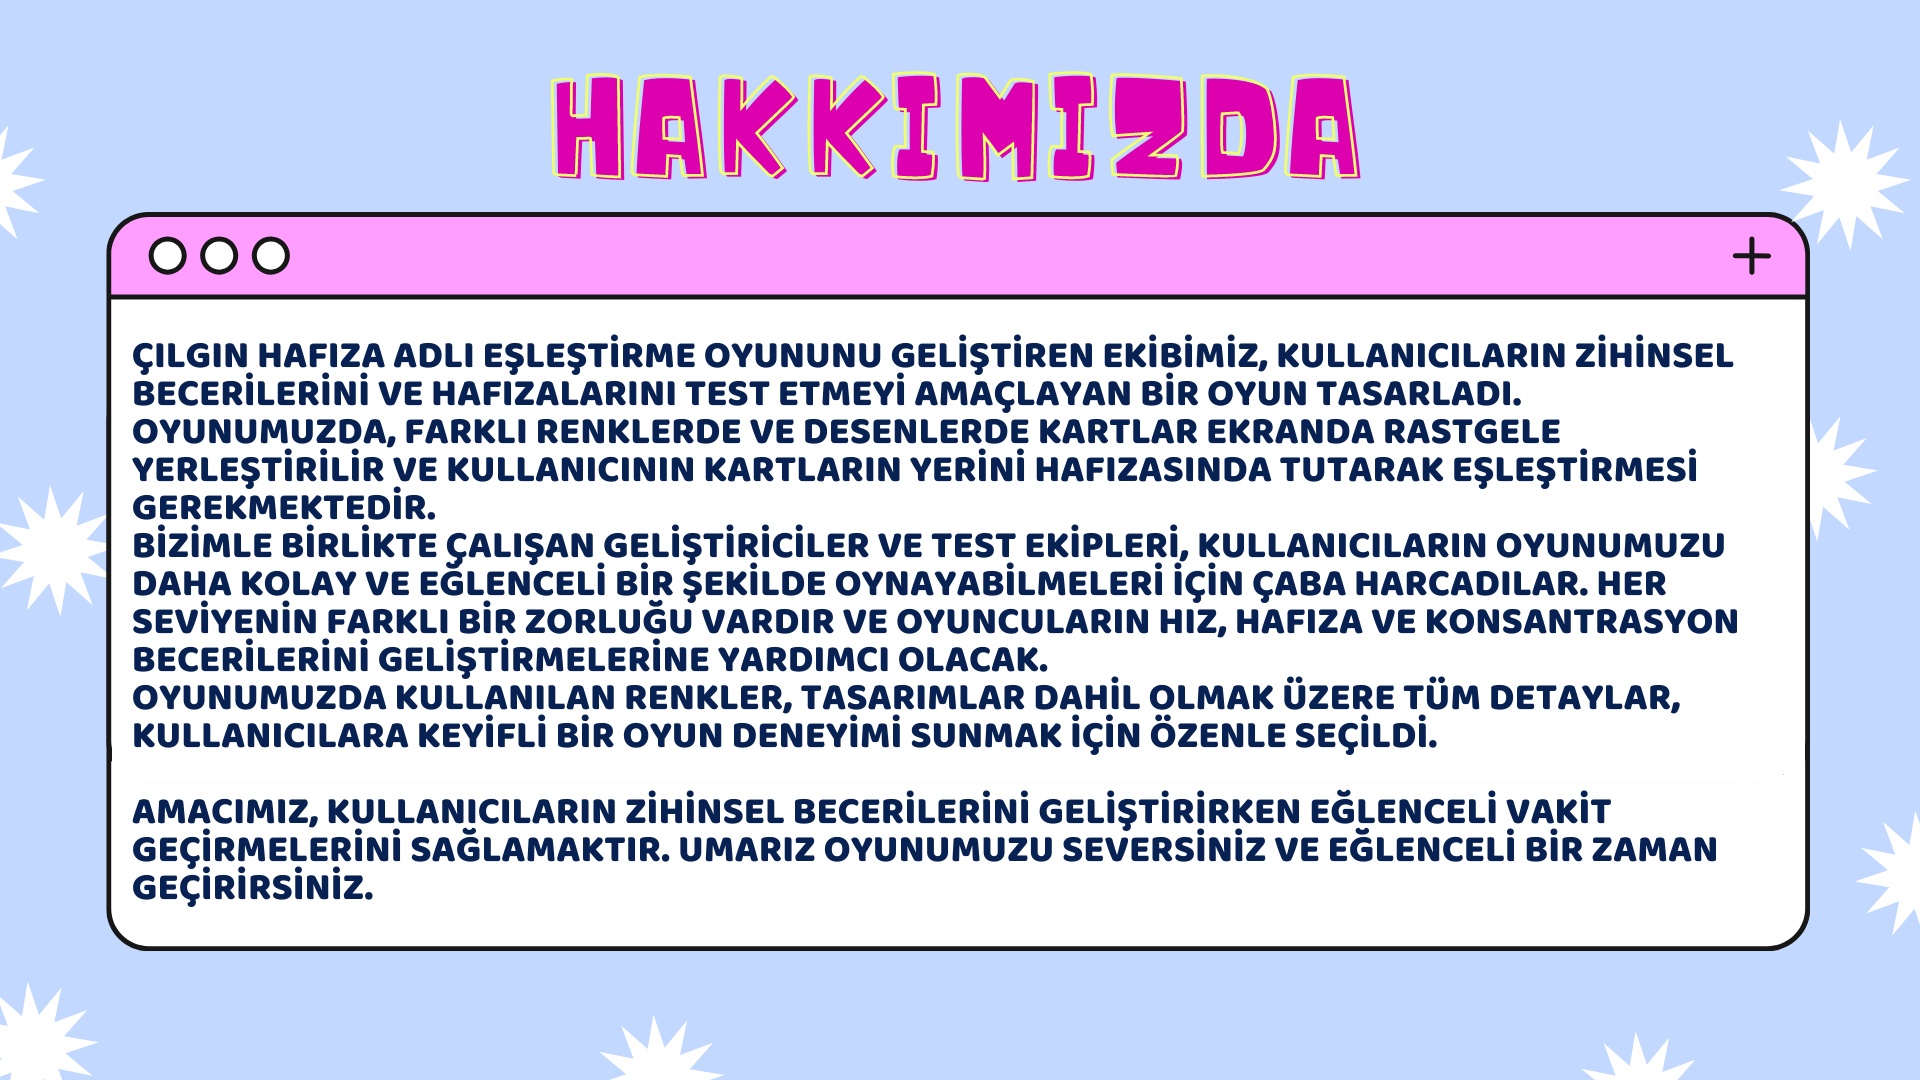 HAKKIMIZDA
ÇILGIN HAFIZA ADLI EŞLEŞTİRME OYUNUNU GELİŞTİREN EKİBİMİZ, KULLANICILARIN ZİHİNSEL
BECERİLERİNİ VE HAFIZALARINI TEST ETMEYİ AMAÇLAYAN BİR OYUN TASARLADI.
OYUNUMUZDA, FARKLI RENKLERDE VE DESENLERDE KARTLAR EKRANDA RASTGELE
YERLEŞTİRİLİR VE KULLANICININ KARTLARIN YERİNİ HAFIZASINDA TUTARAK EŞLEŞTİRMESİ
GEREKMEKTEDİR.
BİZİMLE BİRLİKTE ÇALIŞAN GELİŞTİRİCİLER VE TEST EKİPLERİ, KULLANICILARIN OYUNUMUZU
DAHA KOLAY VE EĞLENCELİ BİR ŞEKİLDE OYNAYABİLMELERİ İÇİN ÇABA HARCADILAR. HER
SEVİYENİN FARKLI BİR ZORLUĞU VARDIR VE OYUNCULARIN HIZ, HAFIZA VE KONSANTRASYON
BECERİLERİNİ GELİŞTİRMELERİNE YARDIMCI OLACAK.
OYUNUMUZDA KULLANILAN RENKLER, TASARIMLAR DAHİL OLMAK ÜZERE TÜM DETAYLAR,
KULLANICILARA KEYİFLİ BİR OYUN DENEYİMİ SUNMAK İÇİN ÖZENLE SEÇİLDİ.
AMACIMIZ, KULLANICILARIN ZİHİNSEL BECERİLERİNİ GELİŞTİRİRKEN EĞLENCELİ VAKİT
GEÇİRMELERİNİ SAĞLAMAKTIR. UMARIZ OYUNUMUZU SEVERSİNİZ VE EĞLENCELİ BİR ZAMAN
GEÇİRİRSİNİZ.